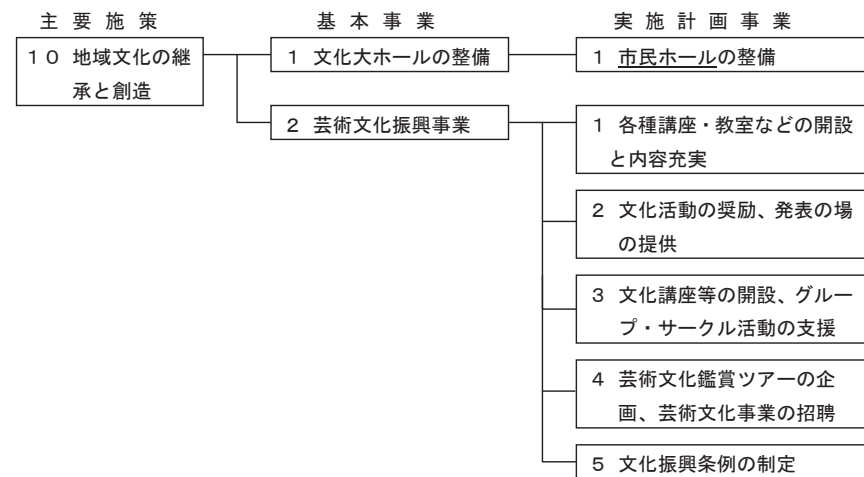 主要施策 基本事業 実施計画事業
10 地域文化の継
承と創造
1 文化大ホールの整備
1 市民ホールの整備
2 芸術文化振興事業
1 各種講座・教室などの開設
と内容充実
2 文化活動の奨励、発表の場
の提供
3 文化講座等の開設、グルー
プ・サークル活動の支援
4 芸術文化鑑賞ツアーの企
画、芸術文化事業の招聘
5 文化振興条例の制定